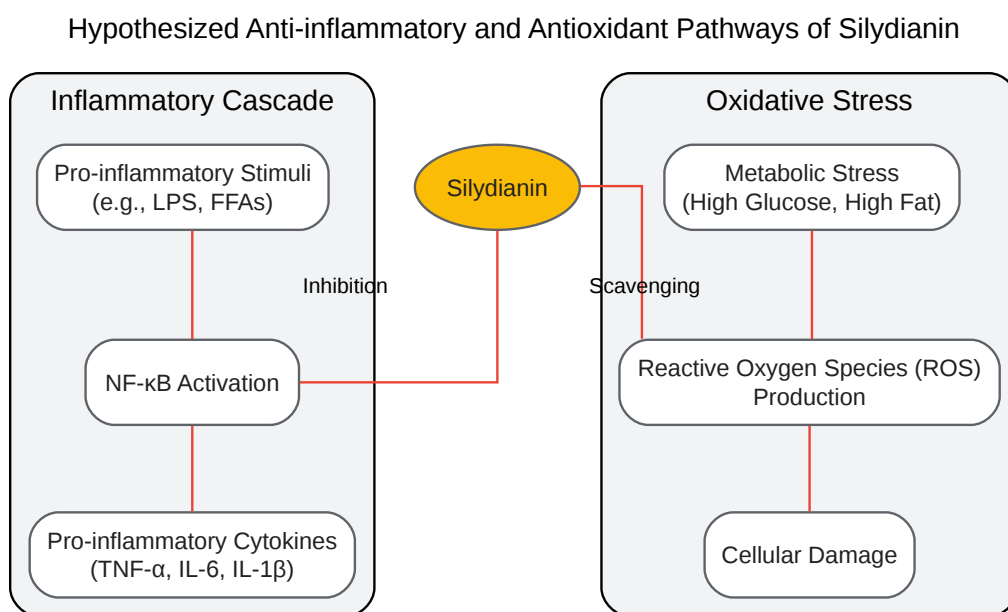 Hypothesized Anti-inflammatory and Antioxidant Pathways of Silydianin
Inflammatory Cascade
Pro-inflammatory Stimuli
(e.g., LPS, FFAs)
Inhibition
NF-κB Activation
Pro-inflammatory Cytokines
(TNF-α, IL-6, IL-1β)
Silydianin
Oxidative Stress
Metabolic Stress
(High Glucose, High Fat)
Scavenging
Reactive Oxygen Species (ROS)
Production
Cellular Damage